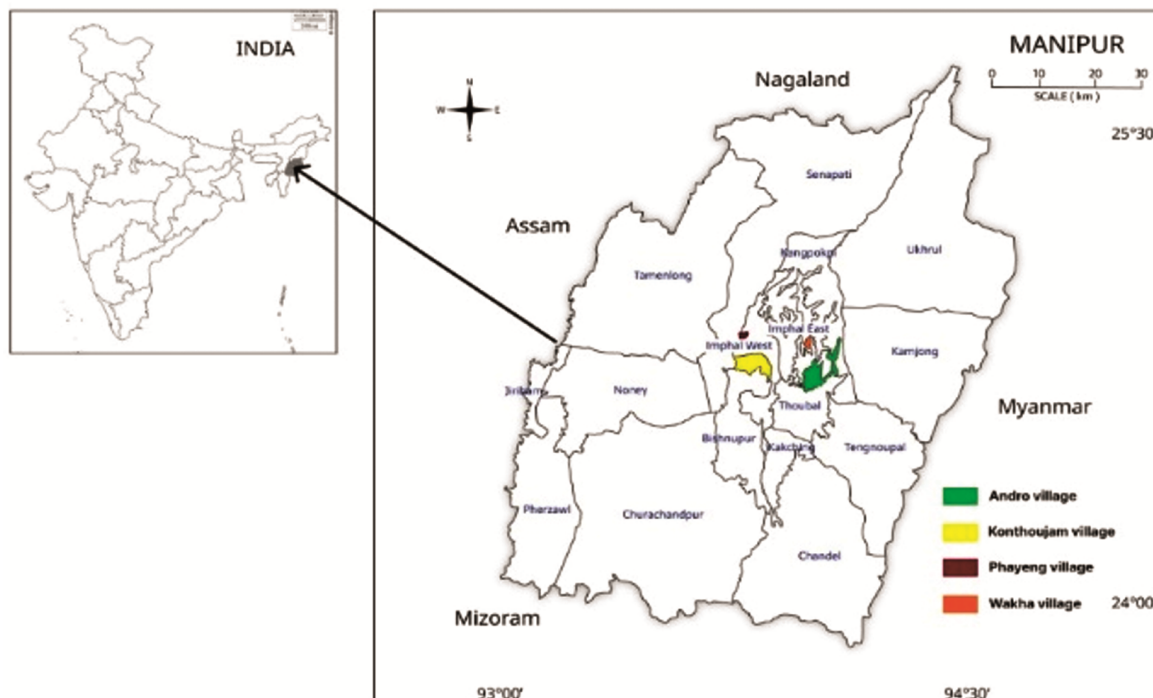 INDIA
MANIPUR
0 10 20 30
SCALE ( km )
N
W E
S
Nagaland
25°30
Senapati
Assam
Ukhrul
Kangpokpi
Tamenlong
Imphal East
Imphal West
Kamjong
Jiribam
Noney
Thoubal
Myanmar
Bishnupur
Kakching
Tengnoupal
Andro village
Pherzawl
Churachandpur
Konthoujam village
Chandel
Phayeng village
Wakha village
24°00
Mizoram
93°00'
94°30'